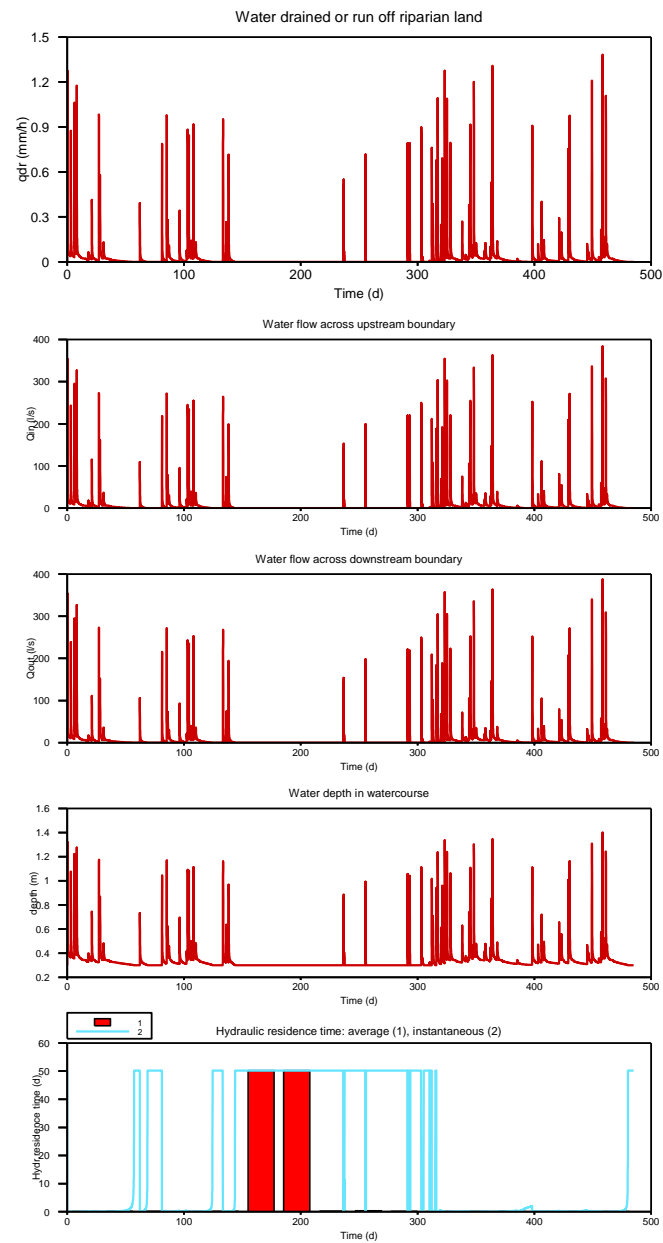 Water drained or run off riparian land
1.5
1.2
0.9
0.6
0.3
0
qdr (mm/h)
0 100 200 300 400 500
Time (d)
Water flow across upstream boundary
400
300
200
100
0
Qin (l/s)
0 100 200 300 400 500
Time (d)
Water flow across downstream boundary
400
300
200
100
0
Qout (l/s)
0 100 200 300 400 500
Time (d)
Water depth in watercourse
1.6
1.4
1.2
1
0.8
0.6
0.4
0.2
depth (m)
0 100 200 300 400 500
Time (d)
1
2
Hydraulic residence time: average (1), instantaneous (2)
60
50
40
30
20
10
0
Hydr residence time (d)
0 100 200 300 400 500
Time (d)